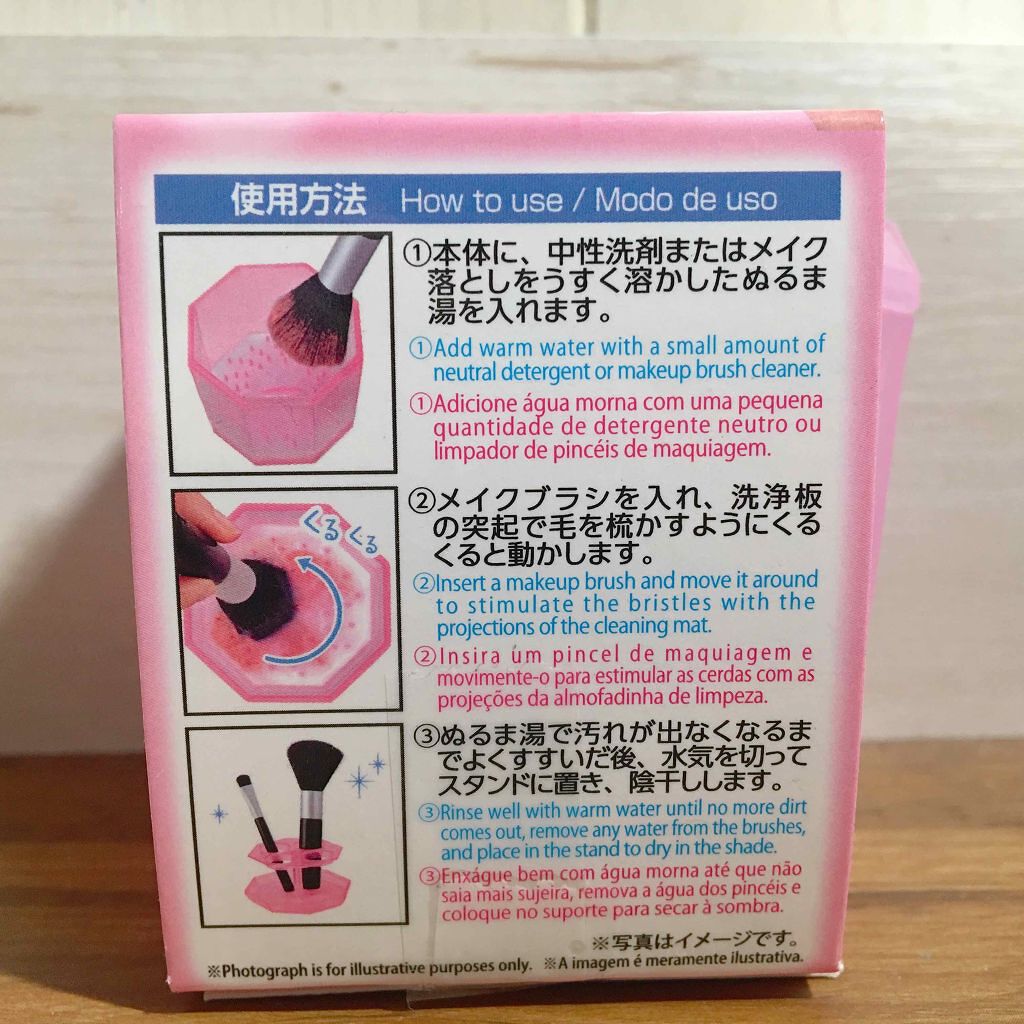 使用方法 How to use / Modo de uso
①本体に、中性洗剤またはメイク
落としをうすく溶かしたぬるま
湯を入れます。
①Add warm water with a small amount of
neutral detergent or makeup brush cleaner.
①Adicione água morna com uma pequena
quantidade de detergente neutro ou
limpador de pincéis de maquiagem.
くるくる
②メイクブラシを入れ、洗浄板
の突起で毛を梳かすようにくる
くると動かします。
②Insert a makeup brush and move it around
to stimulate the bristles with the
projections of the cleaning mat.
②Insira um pincel de maquiagem e
movimente-o para estimular as cerdas com as
projeções da almofadinha de limpeza.
③ぬるま湯で汚れが出なくなるま
でよくすすいだ後、水気を切って
スタンドに置き、陰干しします。
③Rinse well with warm water until no more dirt
comes out, remove any water from the brushes,
and place in the stand to dry in the shade.
③Enxágue bem com água morna até que não
saia mais sujeira, remova a água dos pincéis e
coloque no suporte para secar à sombra.
※写真はイメージです。
※Photograph is for illustrative purposes only. ※A imagem é meramente ilustrativa.